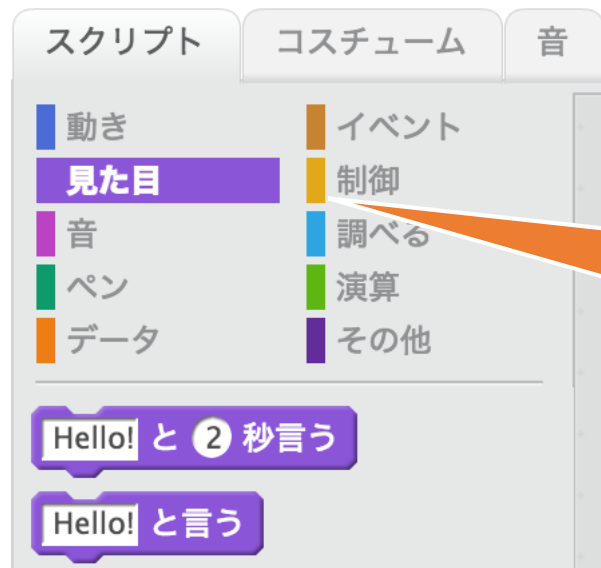 スクリプト コスチューム 音
動き イベント
見た目 制御
音 調べる
ペン 演算
データ その他
Hello! と 2 秒言う
Hello! と言う